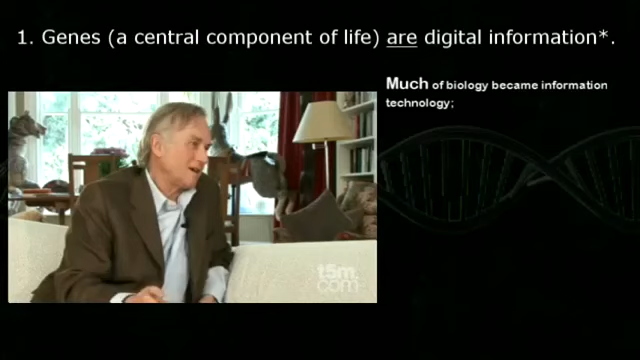 1. Genes (a central component of life) are digital information*.
Much of biology became information
technology;
t5m.
com